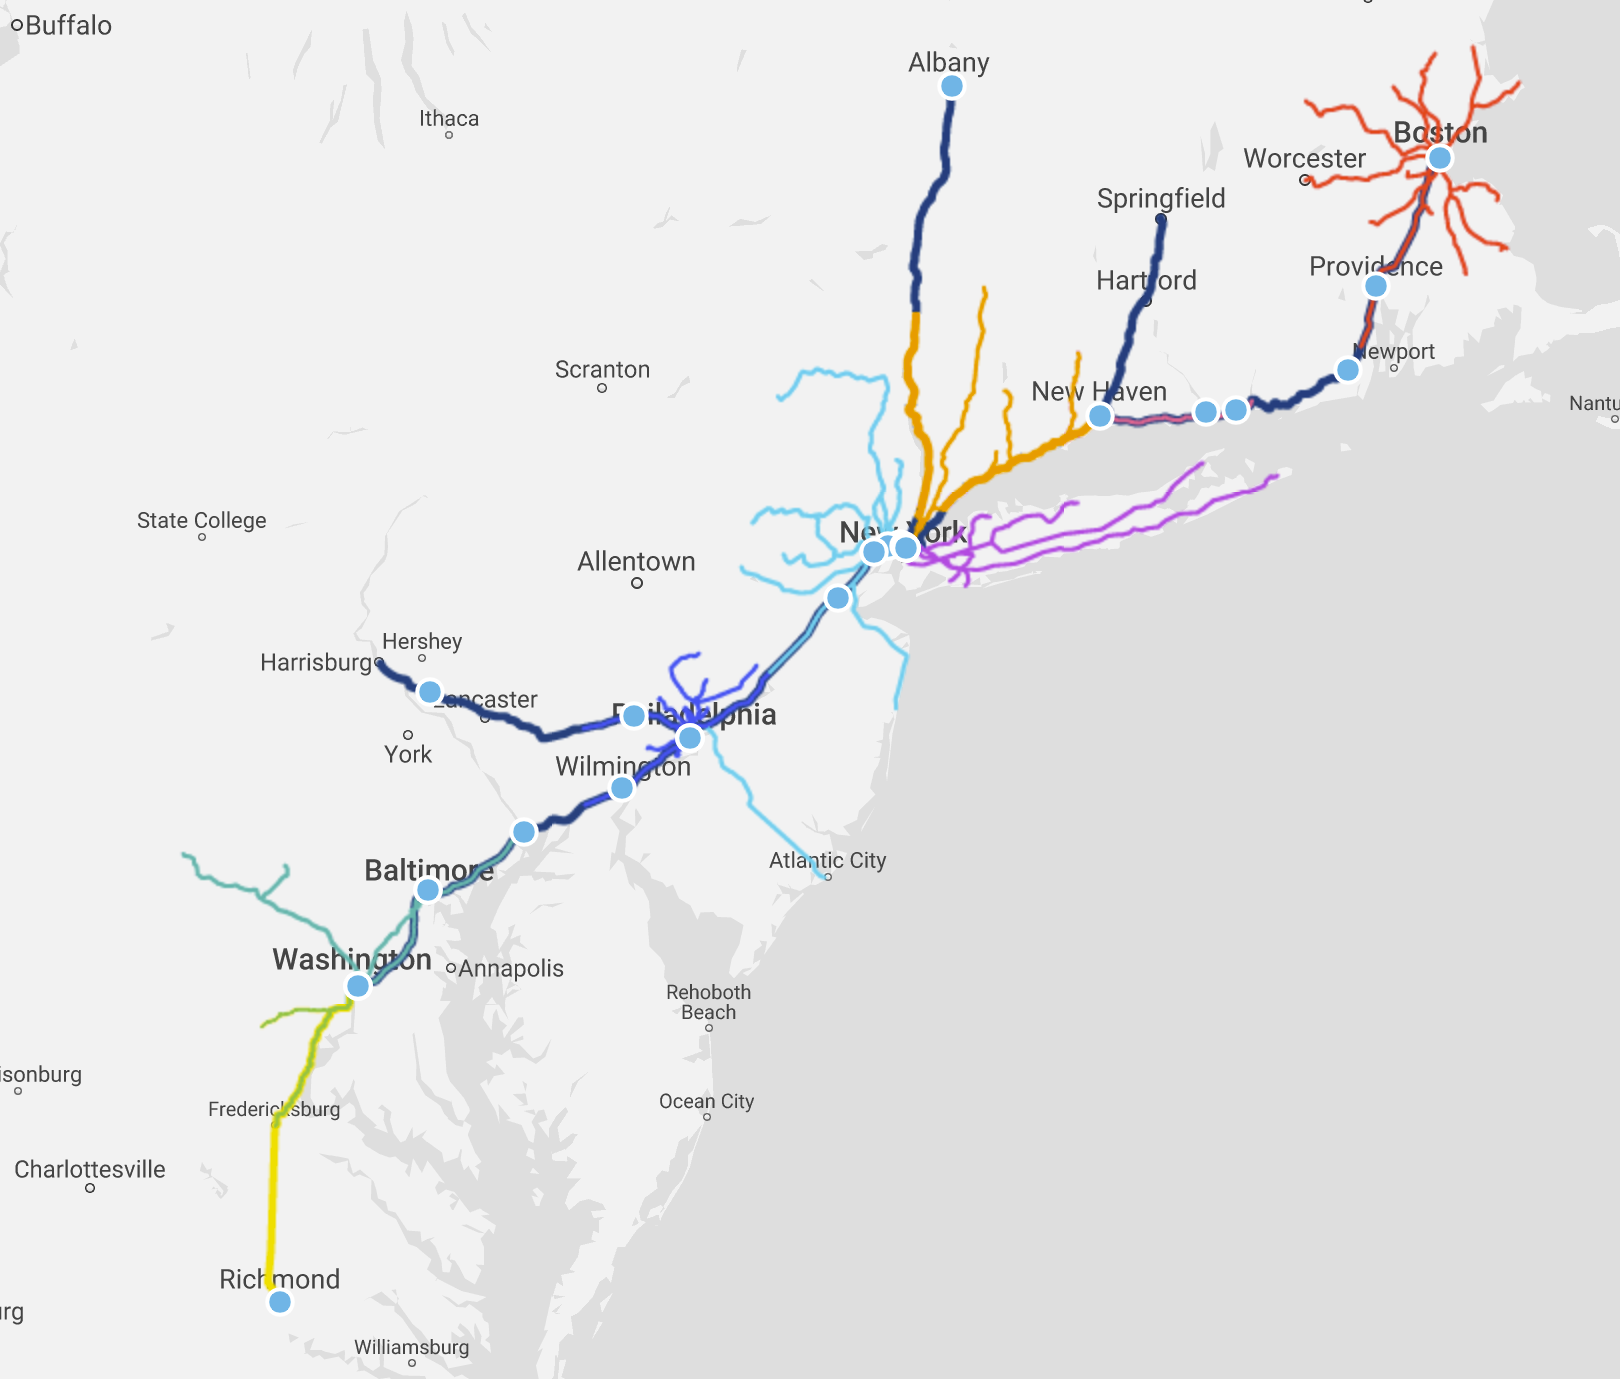 Buffalo
Albany
Ithaca
Boston
Worcester
Springfield
Providence
Hartford
Newport
Scranton
New Haven
Nantu
State College
New York
Allentown
Hershey
Harrisburg
Lancaster
Philadelphia
York
Wilmington
Atlantic City
Baltimore
Washington
Annapolis
Rehoboth
Beach
isonburg
Ocean City
Fredericksburg
Charlottesville
Richmond
urg
Williamsburg